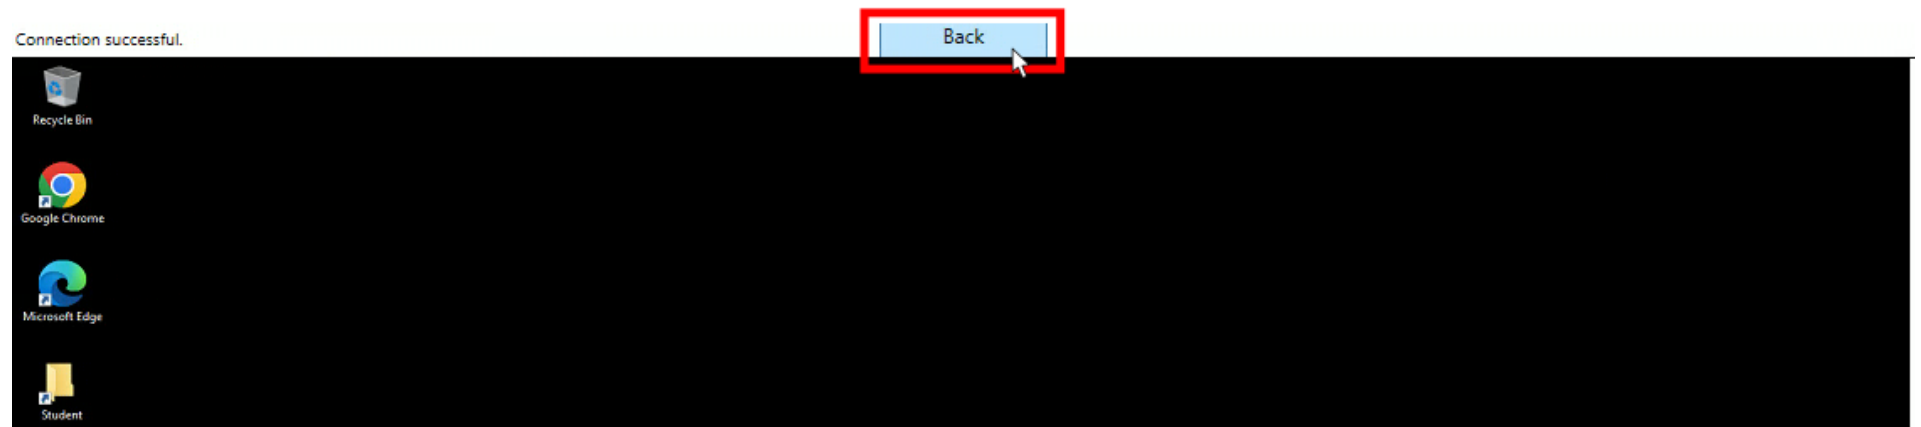 Connection successful.
Back
Recycle Bin
Google Chrome
Microsoft Edge
Student